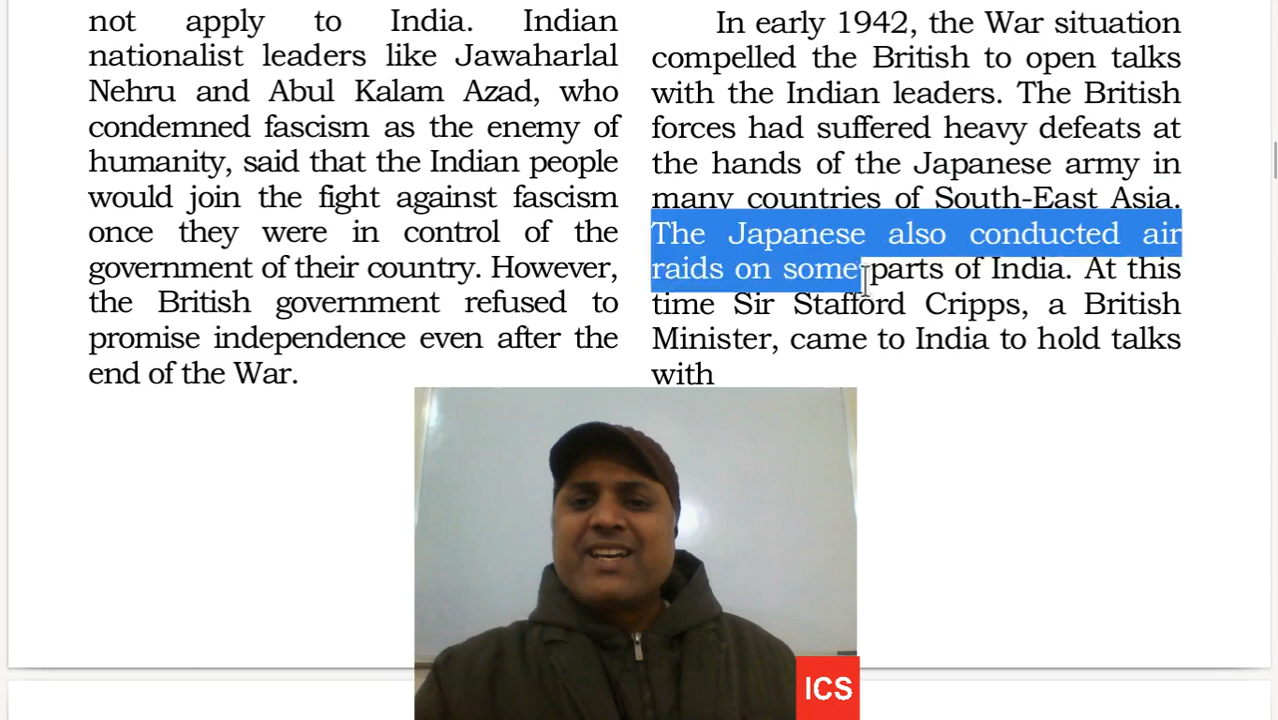 not apply to India. Indian
nationalist leaders like Jawaharlal
Nehru and Abul Kalam Azad, who
condemned fascism as the enemy of
humanity, said that the Indian people
would join the fight against fascism
once they were in control of the
government of their country. However,
the British government refused to
promise independence even after the
end of the War.
In early 1942, the War situation
compelled the British to open talks
with the Indian leaders. The British
forces had suffered heavy defeats at
the hands of the Japanese army in
many countries of South-East Asia.
The Japanese also conducted air
raids on some parts of India. At this
time Sir Stafford Cripps, a British
Minister, came to India to hold talks
with
ICS